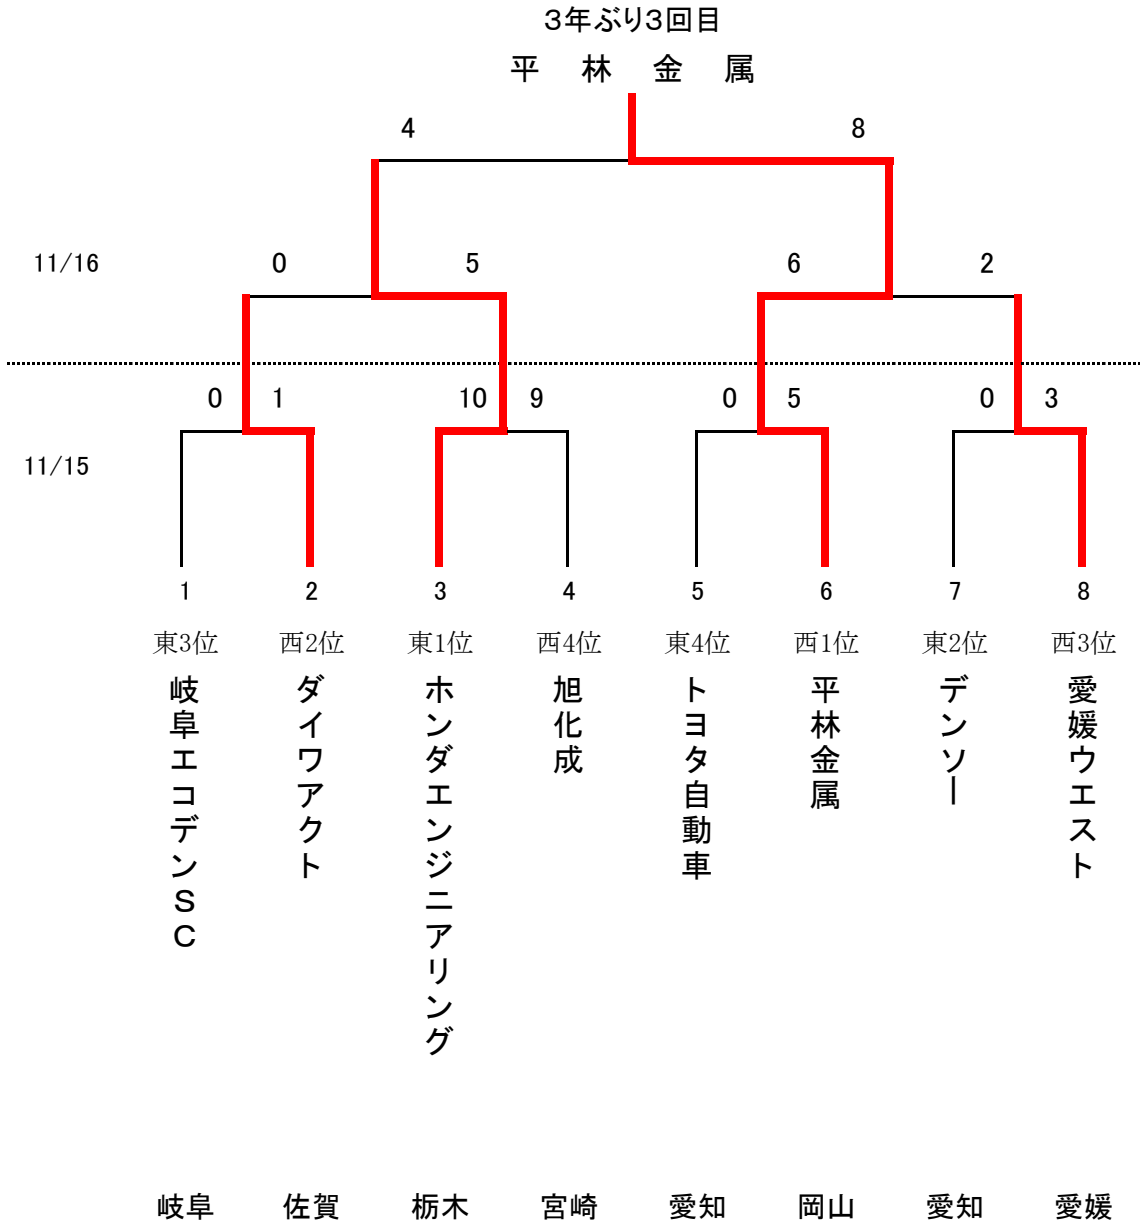 3年ぶり3回目
平 林 金 属
4 8
11/16 0 5 6 2
0 1 10 9 0 5 0 3
11/15
1 2 3 4 5 6 7 8
東3位 西2位 東1位 西4位 東4位 西1位 東2位 西3位
岐阜エコデンSC
ダイワアクト
ホンダエンジニアリング
旭化成
トヨタ自動車
平林金属
デンソー
愛媛ウエスト
岐阜 佐賀 栃木 宮崎 愛知 岡山 愛知 愛媛